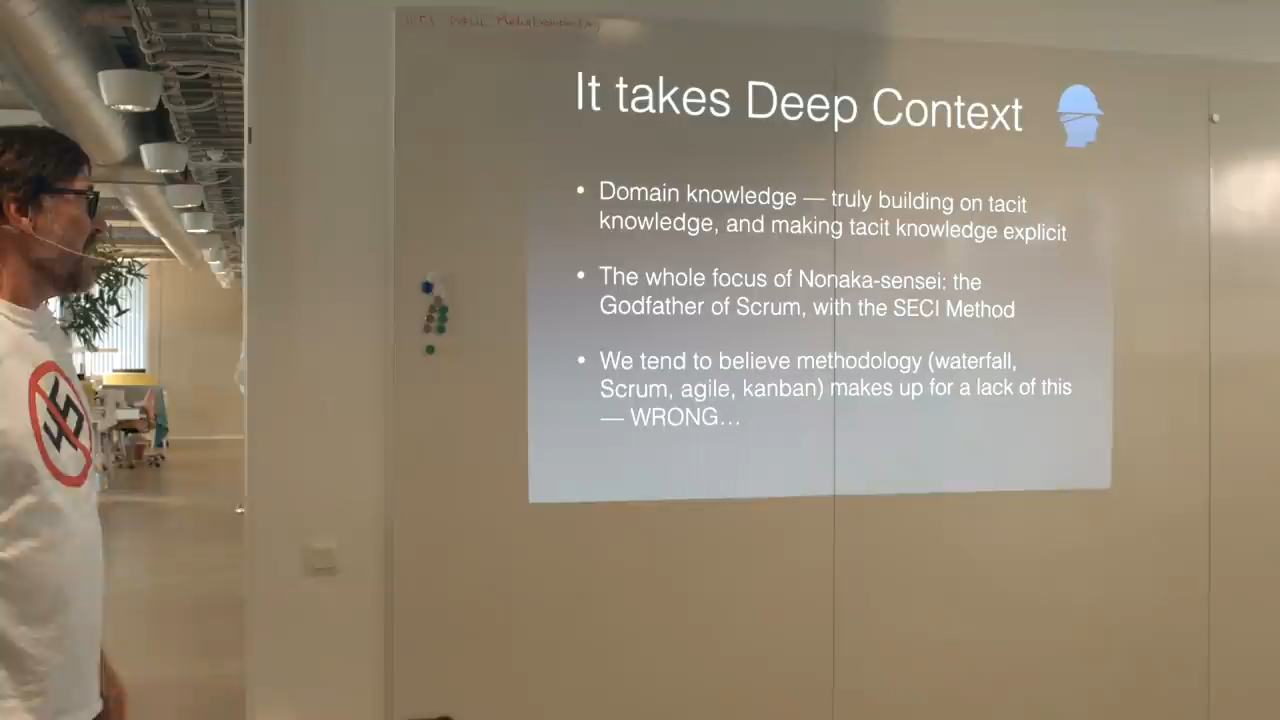 It takes Deep Context
• Domain knowledge — truly building on tacit
knowledge, and making tacit knowledge explicit
• The whole focus of Nonaka-sensei: the
Godfather of Scrum, with the SECI Method
• We tend to believe methodology (waterfall,
Scrum, agile, kanban) makes up for a lack of this
— WRONG…